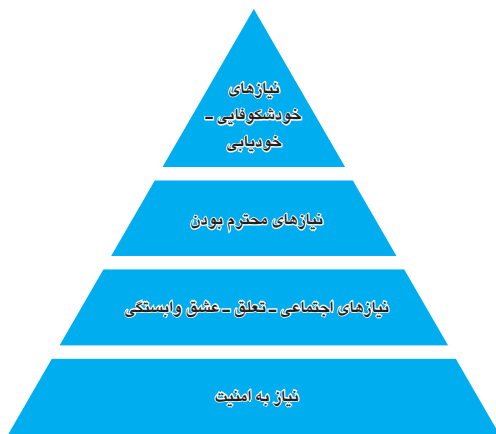 نیازهای
خودشکوفایی ـ
خودیابی
نیازهای محترم بودن
نیازهای اجتماعی ـ تعلق ـ عشق وابستگی
نیاز به امنیت